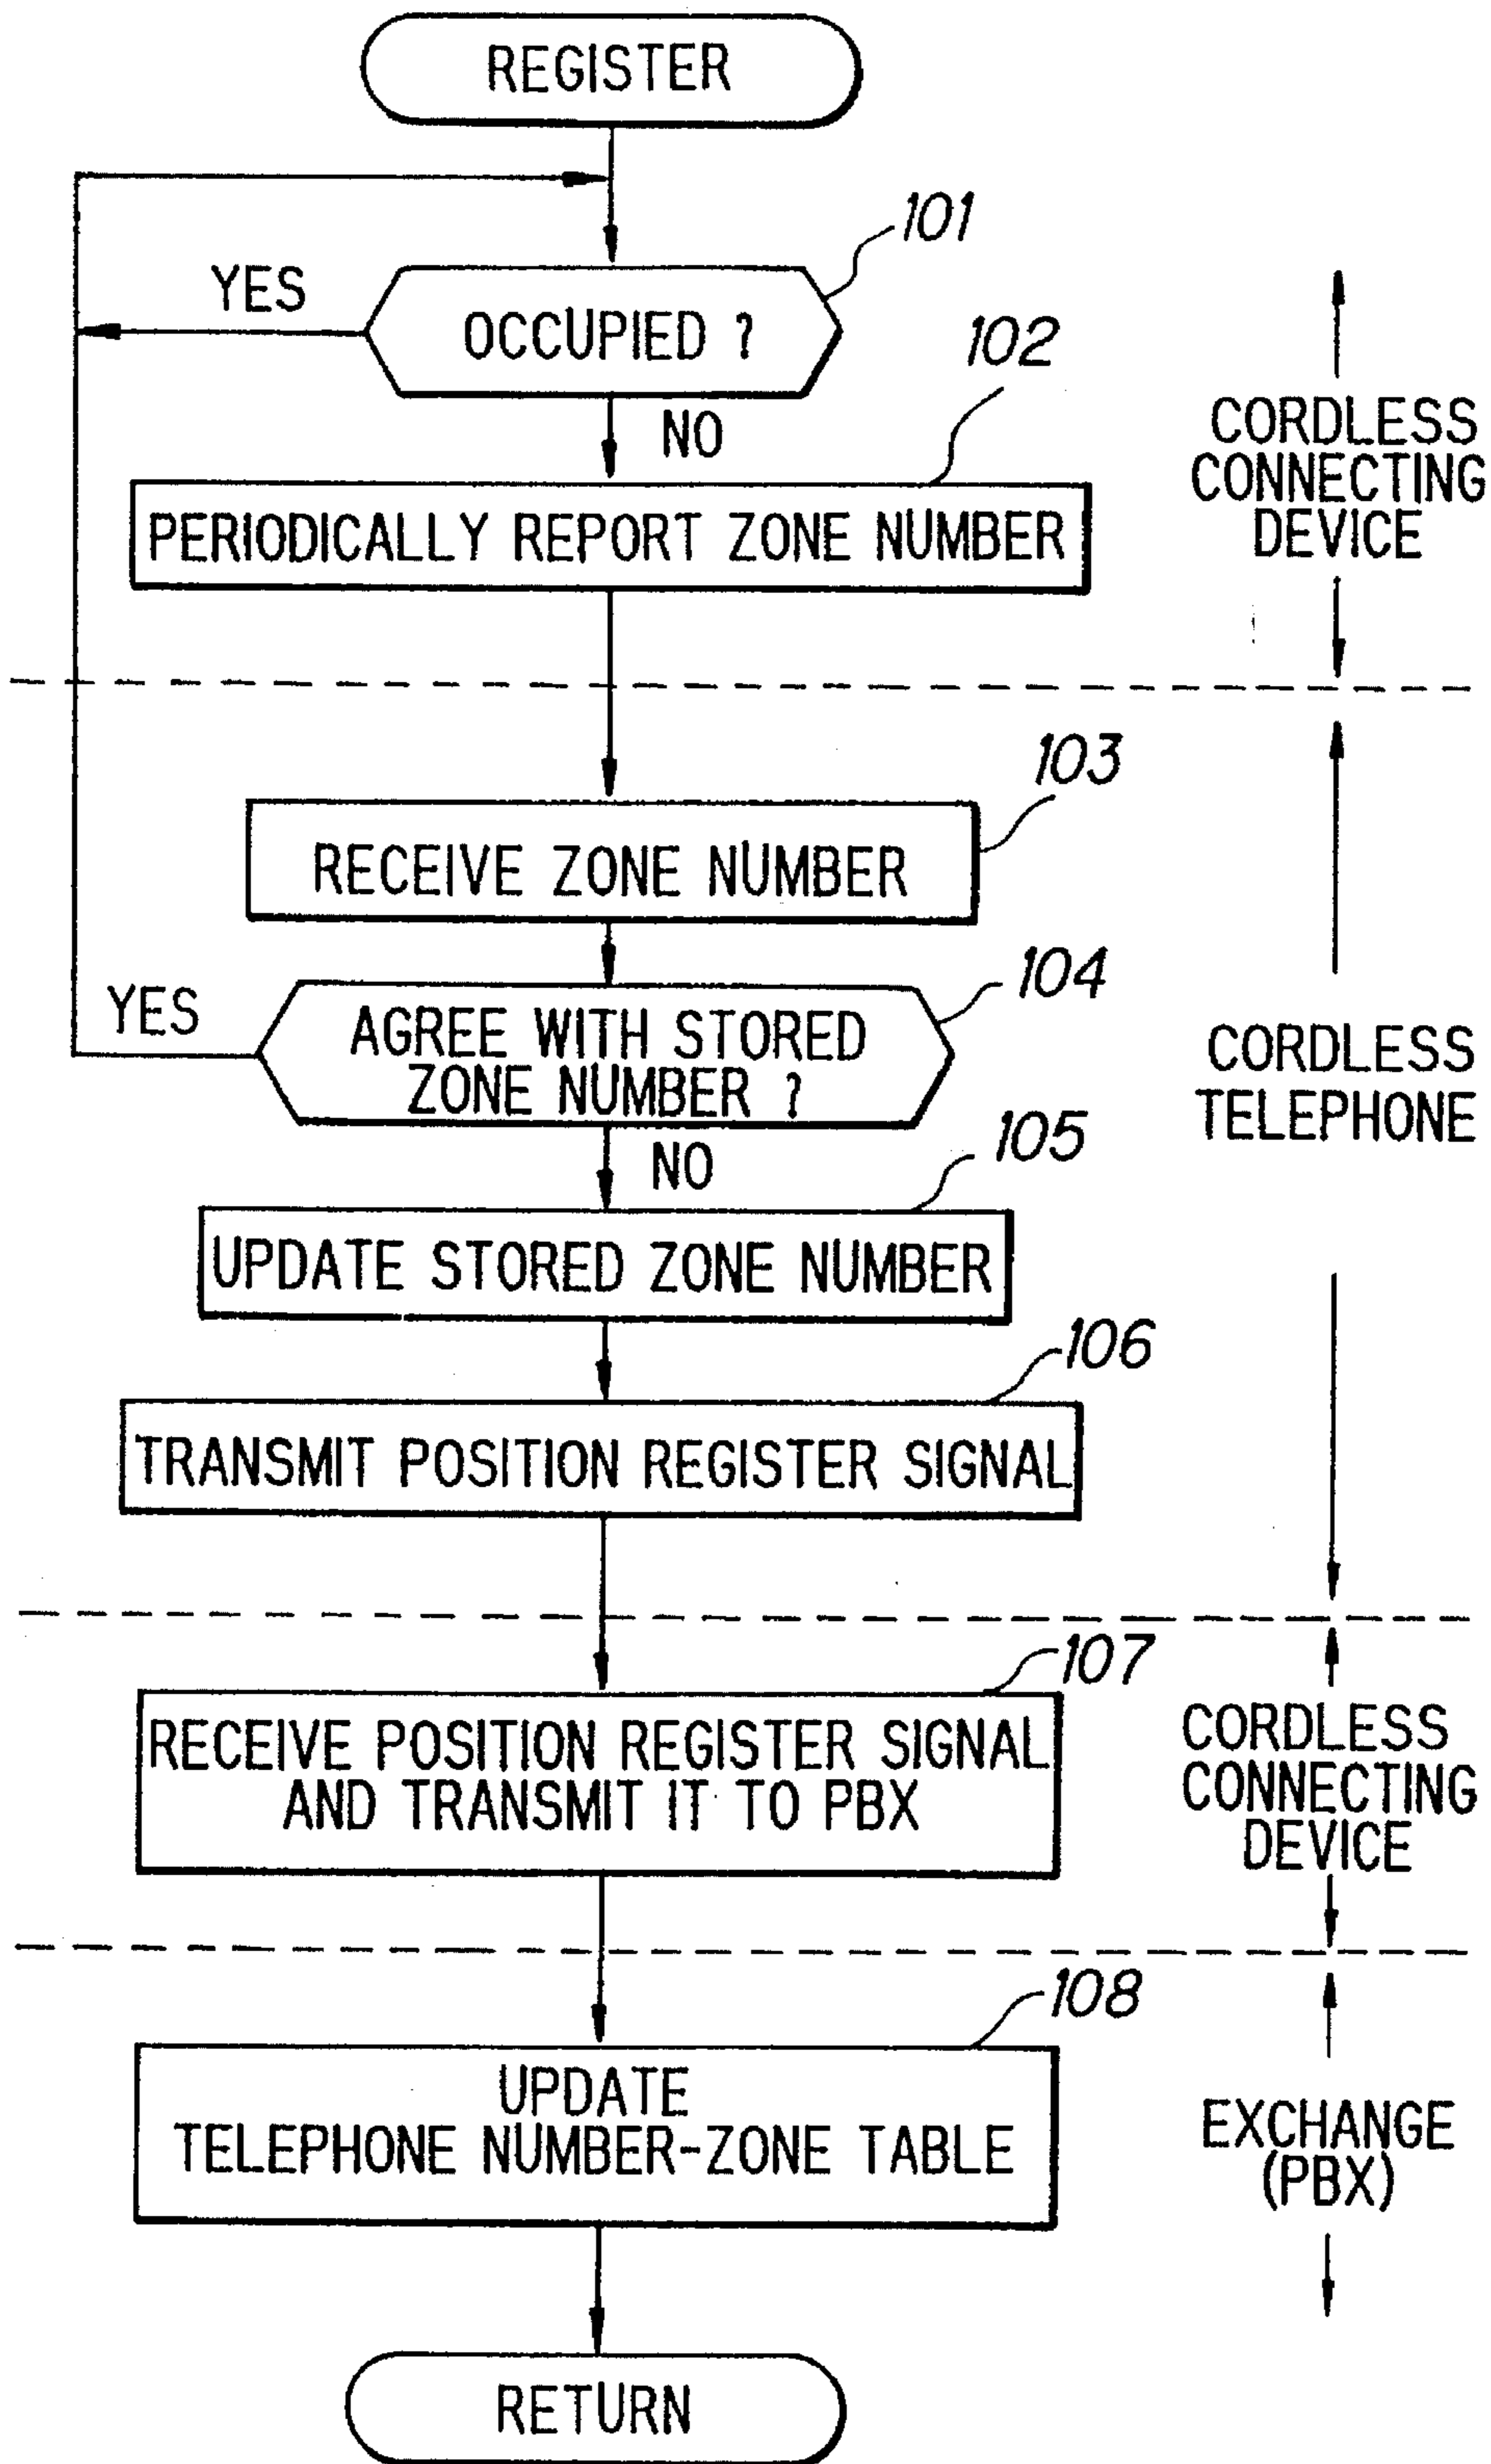 REGISTER
101
YES
OCCUPIED ?
102
NO
CORDLESS
CONNECTING
DEVICE
PERIODICALLY REPORT ZONE NUMBER
103
RECEIVE ZONE NUMBER
104
YES
AGREE WITH STORED
ZONE NUMBER ?
CORDLESS
TELEPHONE
105
NO
UPDATE STORED ZONE NUMBER
106
TRANSMIT POSITION REGISTER SIGNAL
107
RECEIVE POSITION REGISTER SIGNAL
AND TRANSMIT IT TO PBX
CORDLESS
CONNECTING
DEVICE
108
UPDATE
TELEPHONE NUMBER-ZONE TABLE
EXCHANGE
(PBX)
RETURN